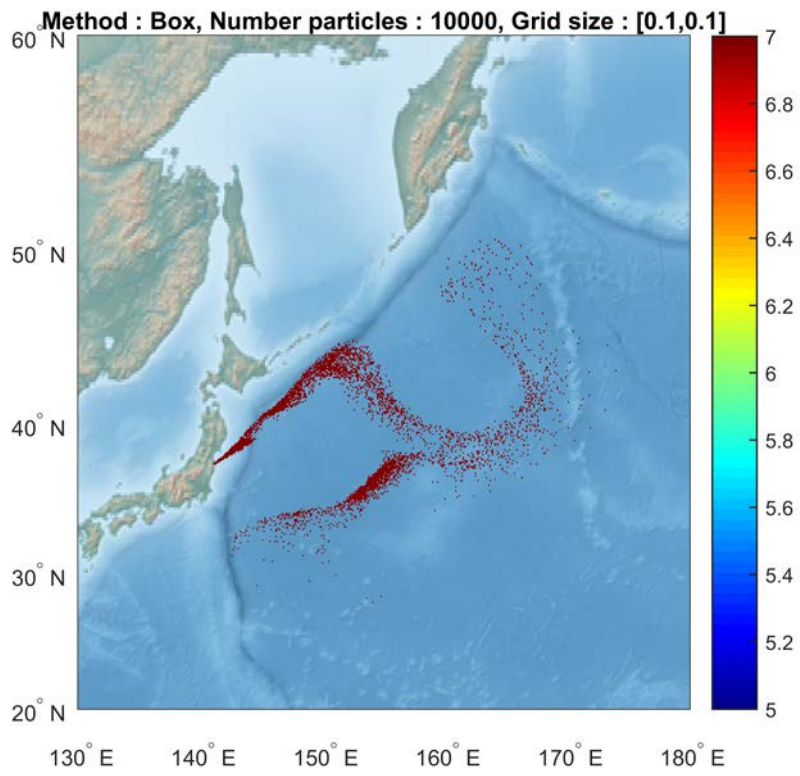 Method : Box, Number particles : 10000, Grid size : [0.1,0.1]
60° N
50° N
40° N
30° N
20° N
130° E 140° E 150° E 160° E 170° E 180° E
7
6.8
6.6
6.4
6.2
6
5.8
5.6
5.4
5.2
5